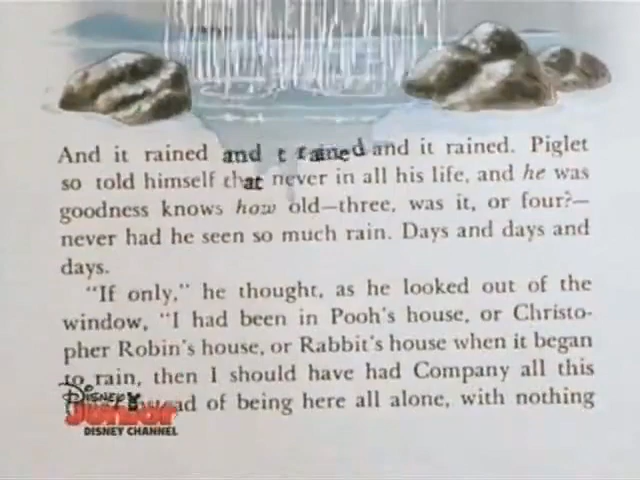 And it rained and t rained and it rained. Piglet
so told himself that never in all his life, and he was
goodness knows how old—three, was it, or four?—
never had he seen so much rain. Days and days and
days.
"If only," he thought, as he looked out of the
window, "I had been in Pooh's house, or Christo-
pher Robin's house, or Rabbit's house when it began
to rain, then I should have had Company all this
of being here all alone, with nothing
Disney
Junior
DISNEY CHANNEL